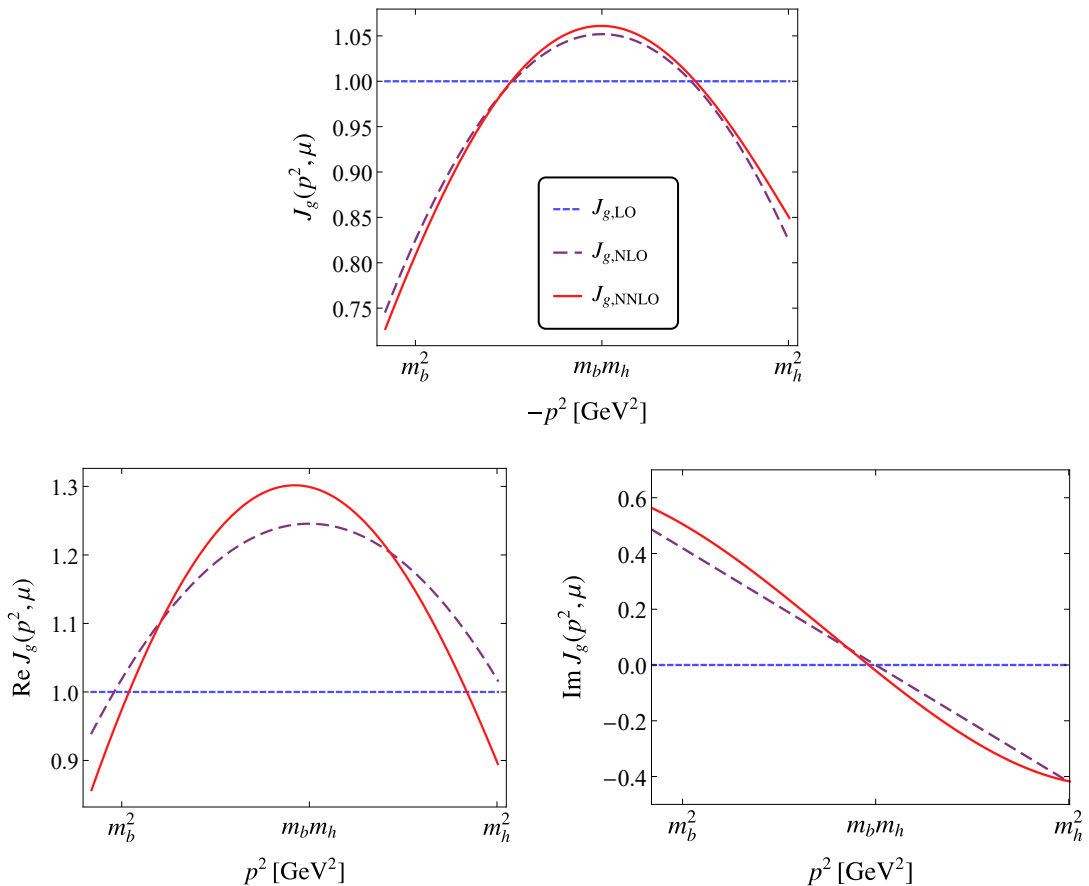 1.05
1.00
0.95
0.90
0.85
0.80
0.75
J_g(p^2, μ)
J_{g,LO}
J_{g,NLO}
J_{g,NNLO}
m_b^2
m_b m_h
m_h^2
−p^2 [GeV^2]
1.3
1.2
1.1
1.0
0.9
Re J_g(p^2, μ)
m_b^2
m_b m_h
m_h^2
p^2 [GeV^2]
0.6
0.4
0.2
0.0
−0.2
−0.4
Im J_g(p^2, μ)
m_b^2
m_b m_h
m_h^2
p^2 [GeV^2]